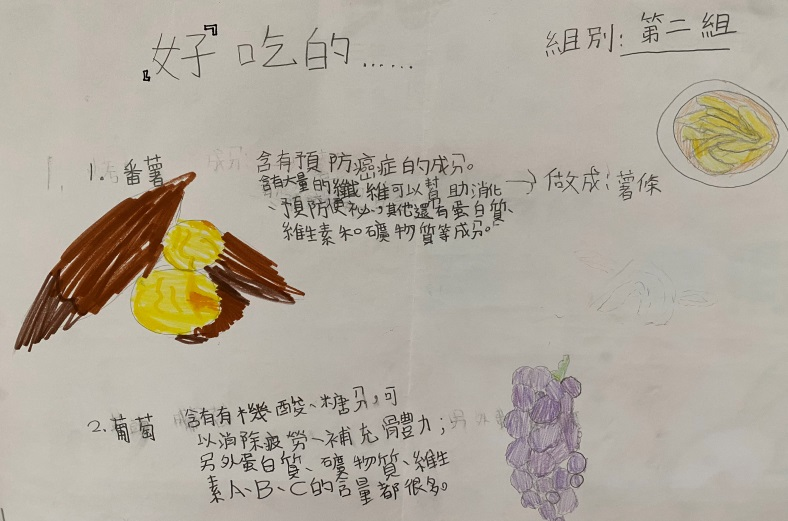 『好』吃的……
組別：第二組
1. 番薯
含有預防癌症的成分。
含有大量的纖維可以幫助消化
、預防便祕，其他還有蛋白質、
維生素和礦物質等成分。
→做成：薯條
2. 葡萄
含有有機酸、糖分，可
以消除疲勞、補充體力；
另外蛋白質、礦物質、維生
素A、B、C的含量都很多。